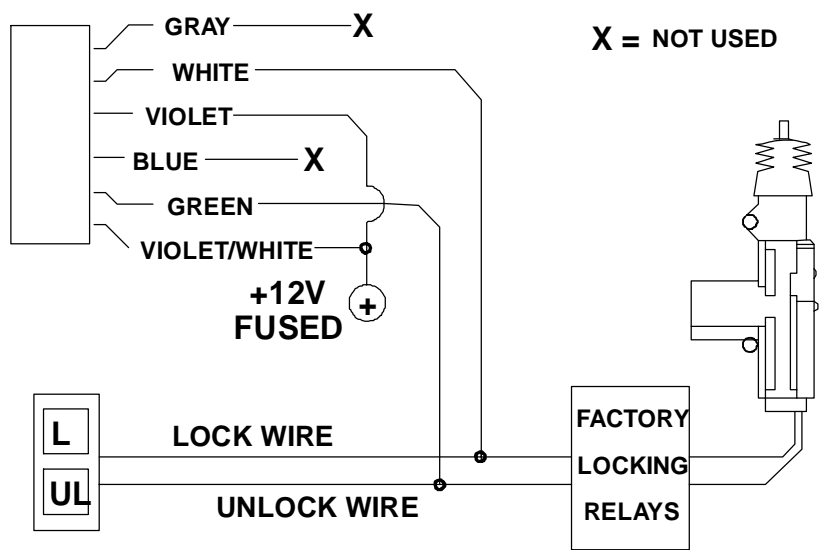 GRAY X
X = NOT USED
WHITE
VIOLET
BLUE X
GREEN
VIOLET/WHITE
+12V
FUSED
+
L
LOCK WIRE
UL
UNLOCK WIRE
FACTORY
LOCKING
RELAYS